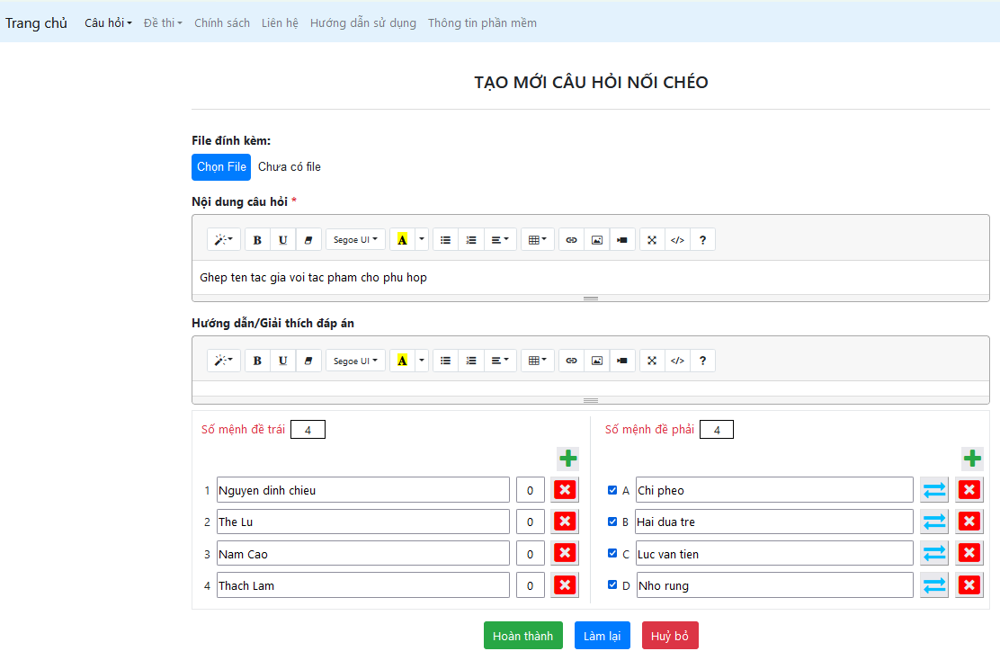 Trang chủ Câu hỏi Đề thi Chính sách Liên hệ Hướng dẫn sử dụng Thông tin phần mềm
TẠO MỚI CÂU HỎI NỐI CHÉO
File đính kèm:
Chọn File Chưa có file
Nội dung câu hỏi *
B U Segoe UI A </> ?
Ghep ten tac gia voi tac pham cho phu hop
Hướng dẫn/Giải thích đáp án
B U Segoe UI A </> ?
Số mệnh đề trái 4
Số mệnh đề phải 4
1 Nguyen dinh chieu 0
A Chi pheo
2 The Lu 0
B Hai dua tre
3 Nam Cao 0
C Luc van tien
4 Thach Lam 0
D Nho rung
Hoàn thành Làm lại Huỷ bỏ